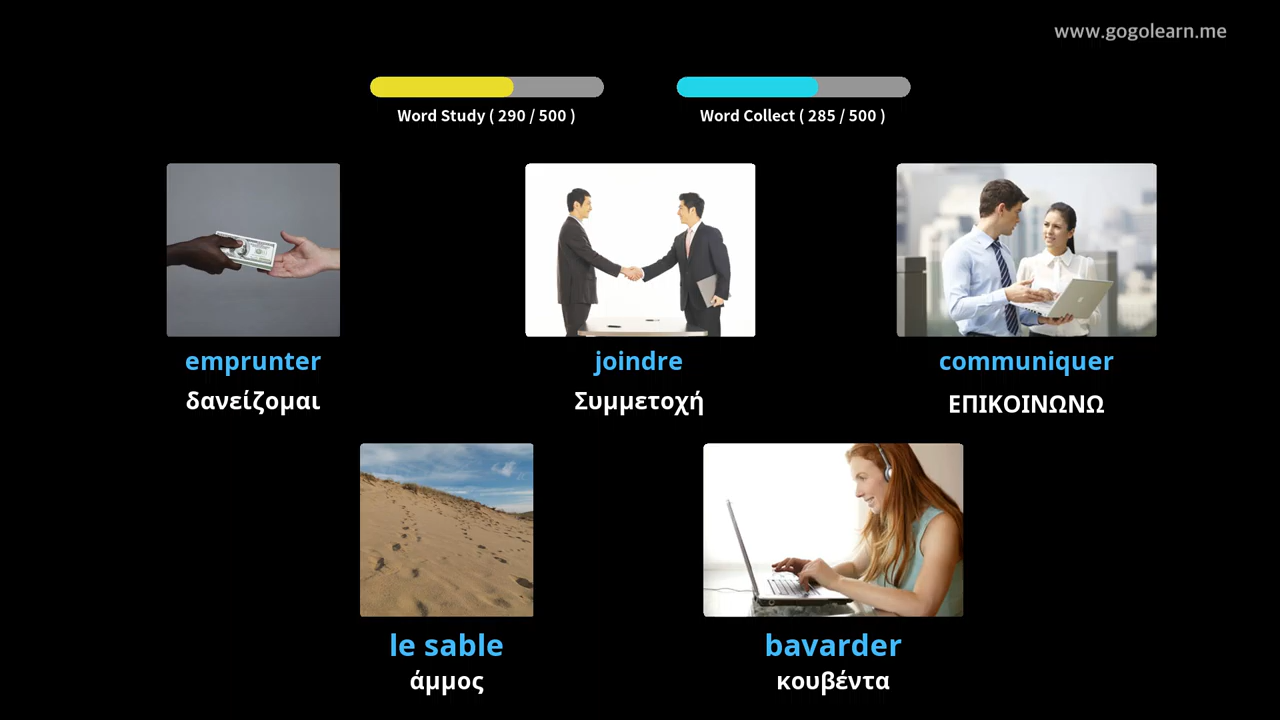 www.gogolearn.me
Word Study ( 290 / 500 )
Word Collect ( 285 / 500 )
emprunter
δανείζομαι
joindre
Συμμετοχή
communiquer
ΕΠΙΚΟΙΝΩΝΩ
le sable
άμμος
bavarder
κουβέντα